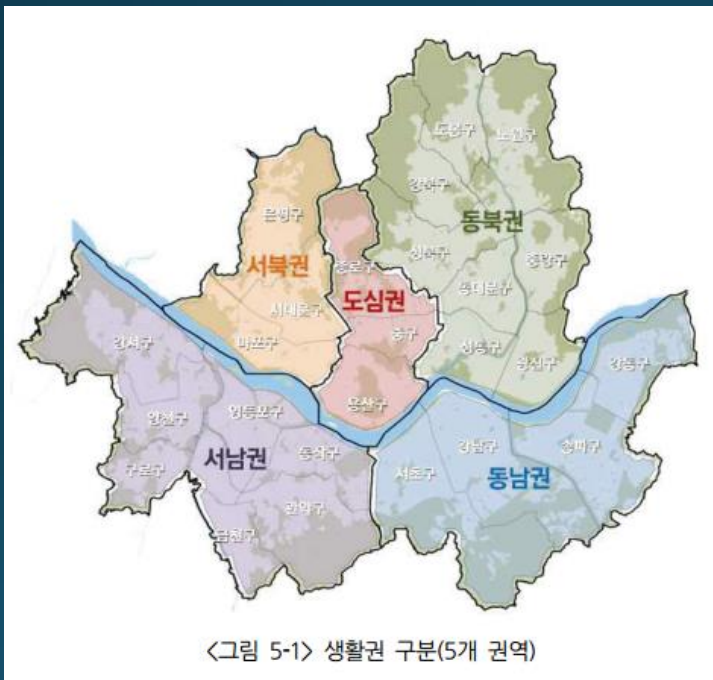 도봉구
노원구
강북구
은평구
동북권
성북구
중랑구
서북권
종로구
동대문구
도심권
서대문구
중구
강서구
마포구
성동구
광진구
강동구
용산구
양천구
영등포구
강남구
송파구
동작구
서남권
서초구
동남권
구로구
관악구
금천구
<그림 5-1> 생활권 구분(5개 권역)